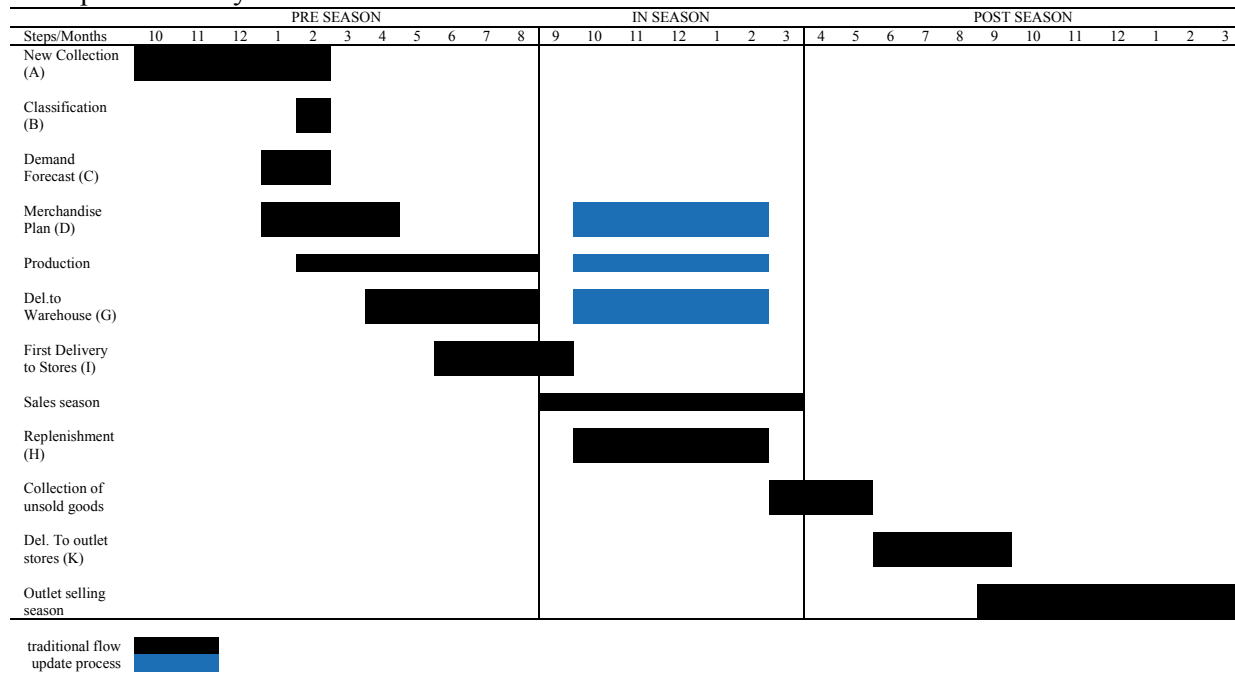 PRE SEASON IN SEASON POST SEASON
Steps/Months 10 11 12 1 2 3 4 5 6 7 8 9 10 11 12 1 2 3 4 5 6 7 8 9 10 11 12 1 2 3
New Collection
(A)
Classification
(B)
Demand
Forecast (C)
Merchandise
Plan (D)
Production
Del.to
Warehouse (G)
First Delivery
to Stores (I)
Sales season
Replenishment
(H)
Collection of
unsold goods
Del. To outlet
stores (K)
Outlet selling
season
traditional flow
update process